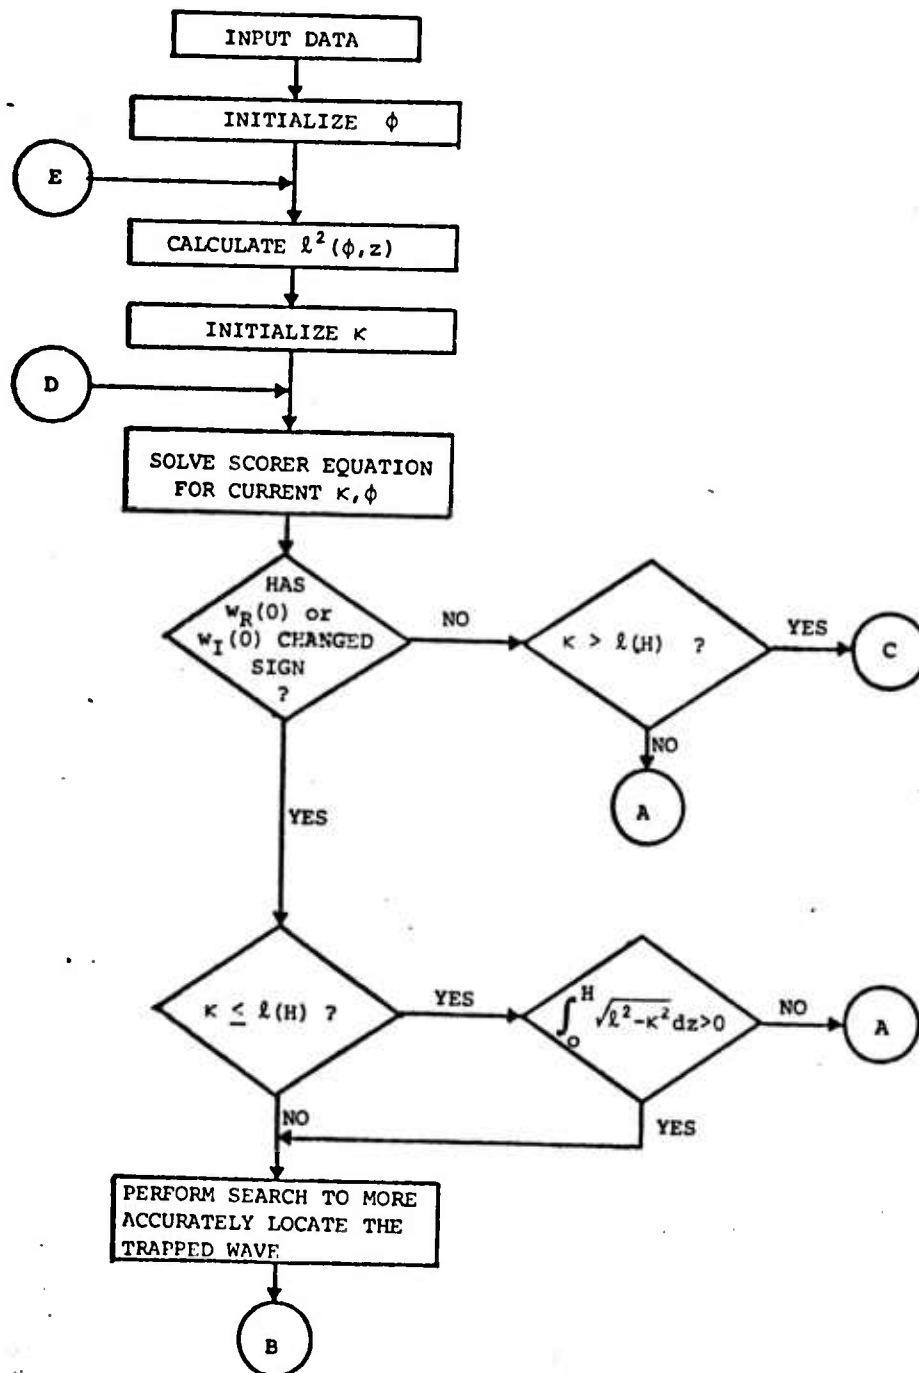 INPUT DATA
INITIALIZE ϕ
E
CALCULATE ℓ²(ϕ,z)
INITIALIZE κ
D
SOLVE SCORER EQUATION
FOR CURRENT κ,ϕ
HAS
w_R(0) or
w_I(0) CHANGED
SIGN
?
NO
κ > ℓ(H) ?
YES
C
NO
A
YES
κ ≤ ℓ(H) ?
YES
∫₀ᴴ √(ℓ²-κ²) dz>0
NO
A
NO
YES
PERFORM SEARCH TO MORE
ACCURATELY LOCATE THE
TRAPPED WAVE
B